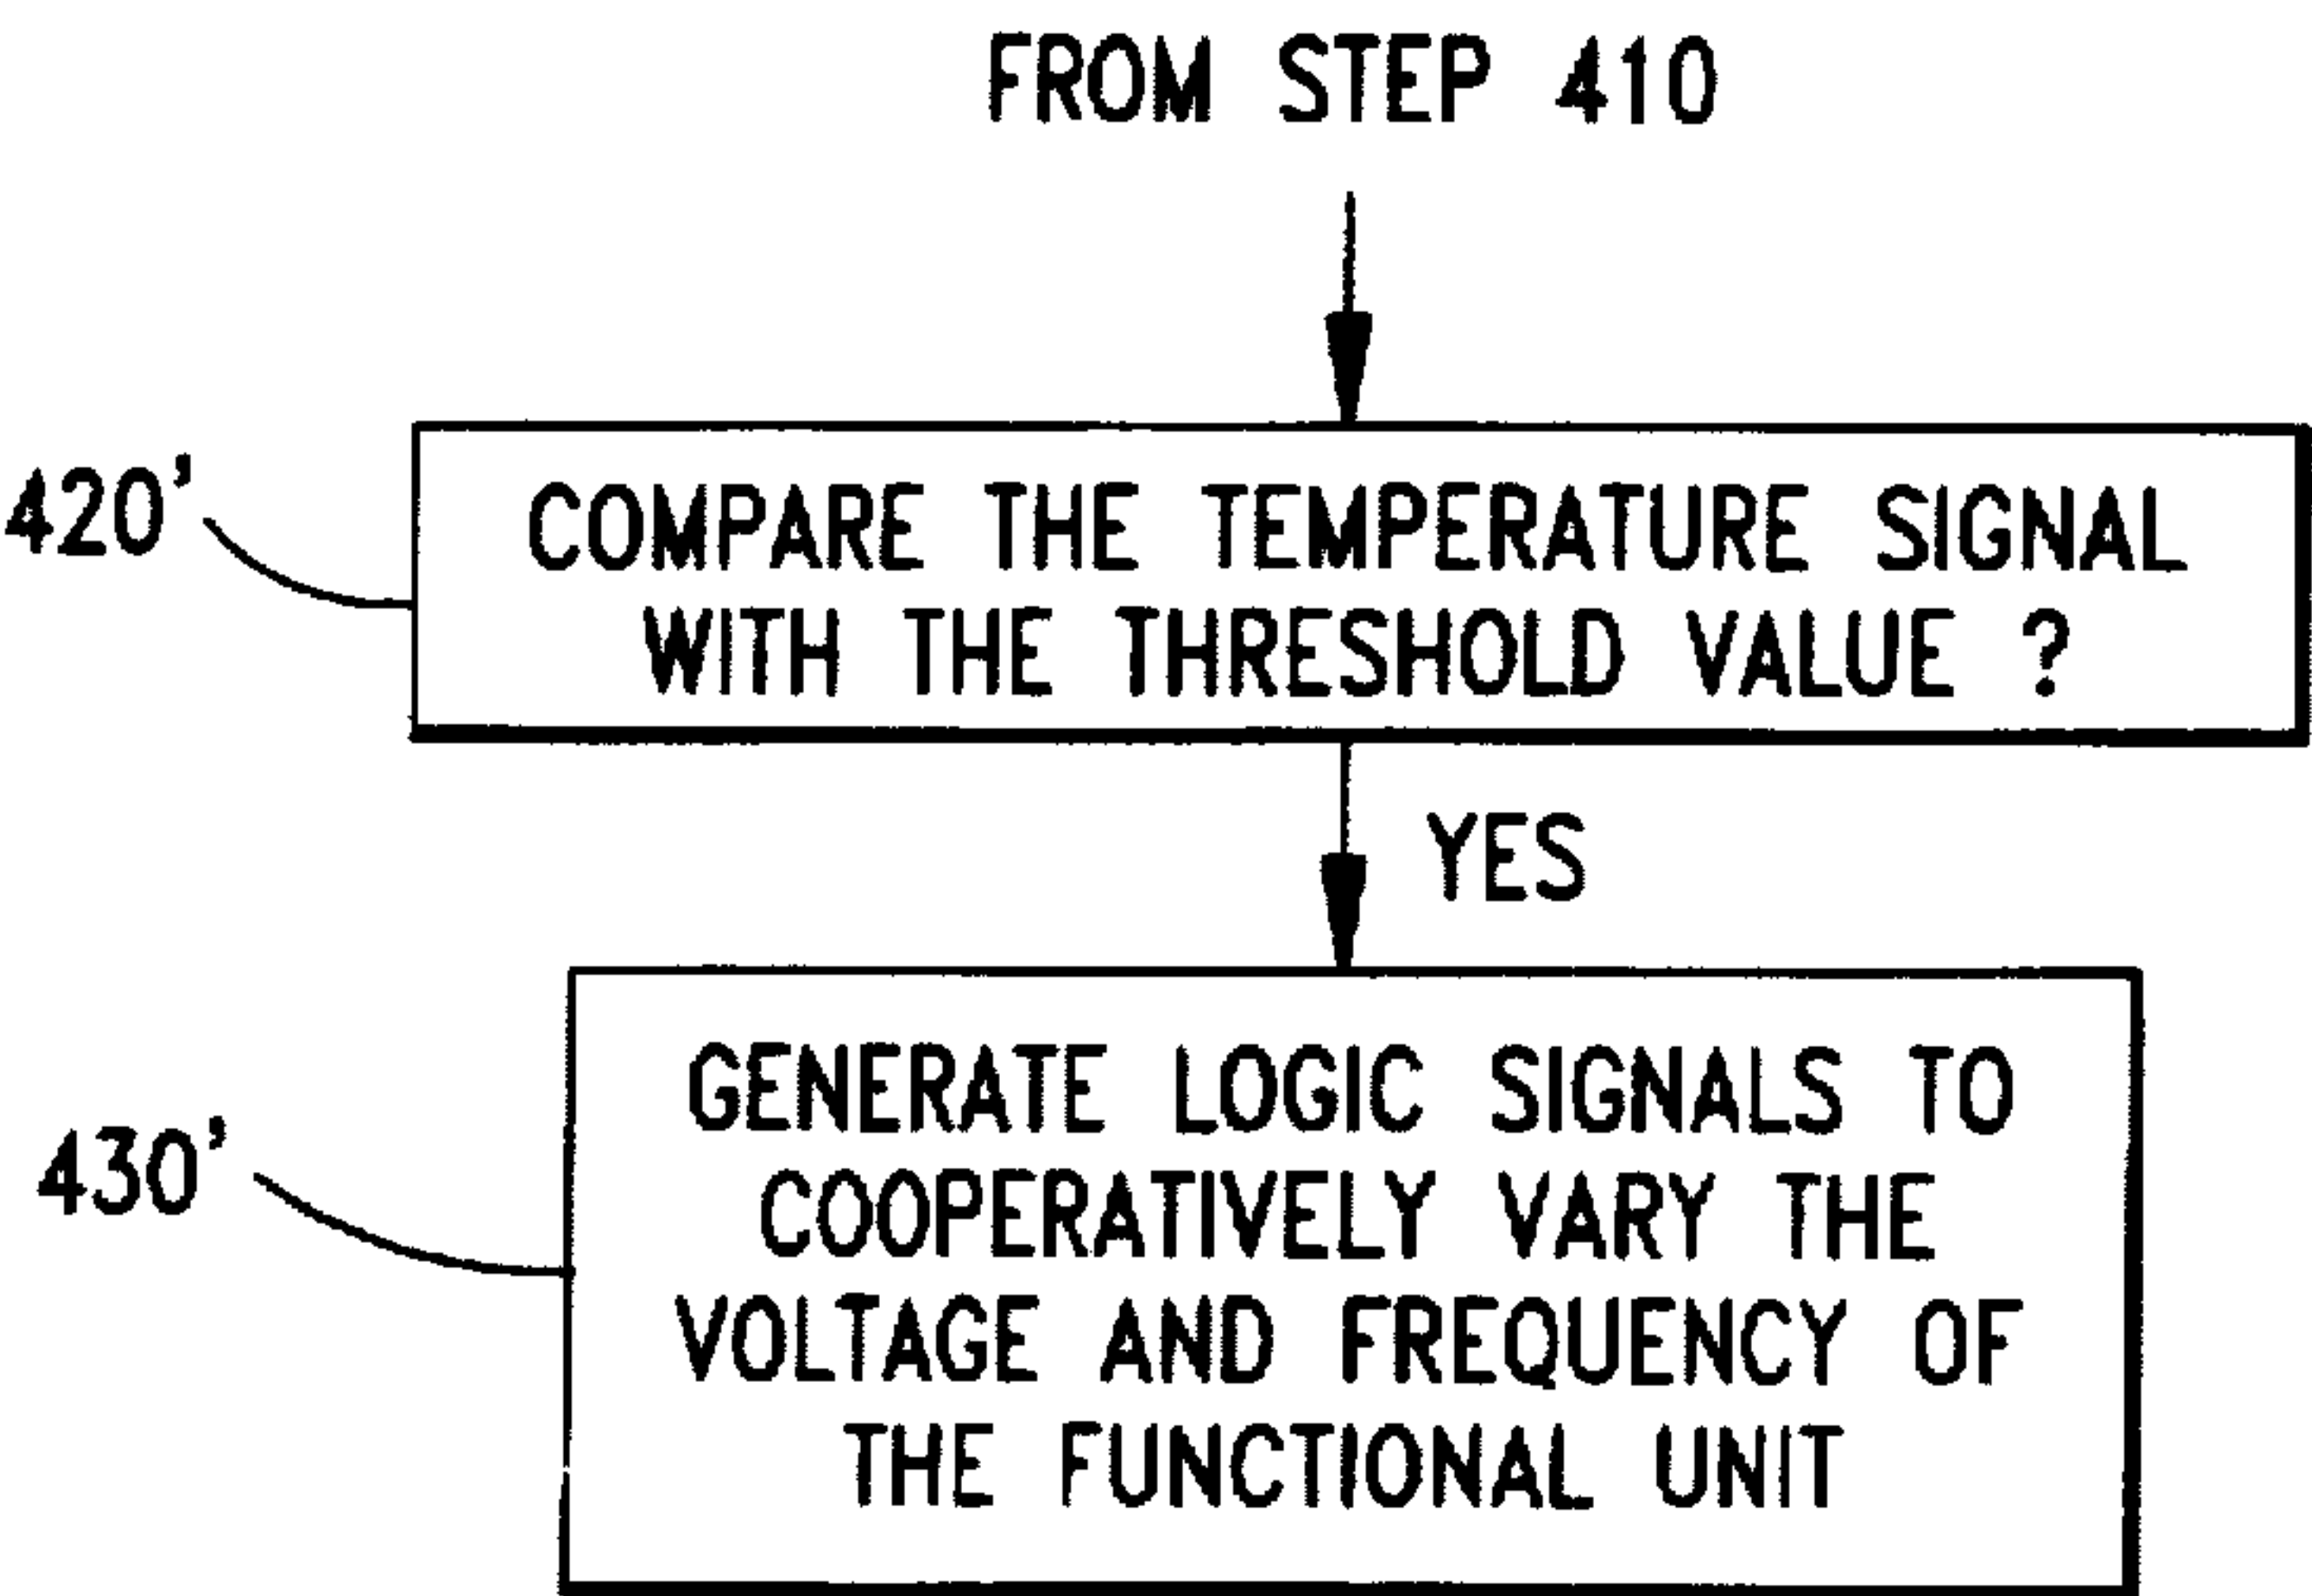 FROM STEP 410
420'
COMPARE THE TEMPERATURE SIGNAL
WITH THE THRESHOLD VALUE ?
YES
430'
GENERATE LOGIC SIGNALS TO
COOPERATIVELY VARY THE
VOLTAGE AND FREQUENCY OF
THE FUNCTIONAL UNIT